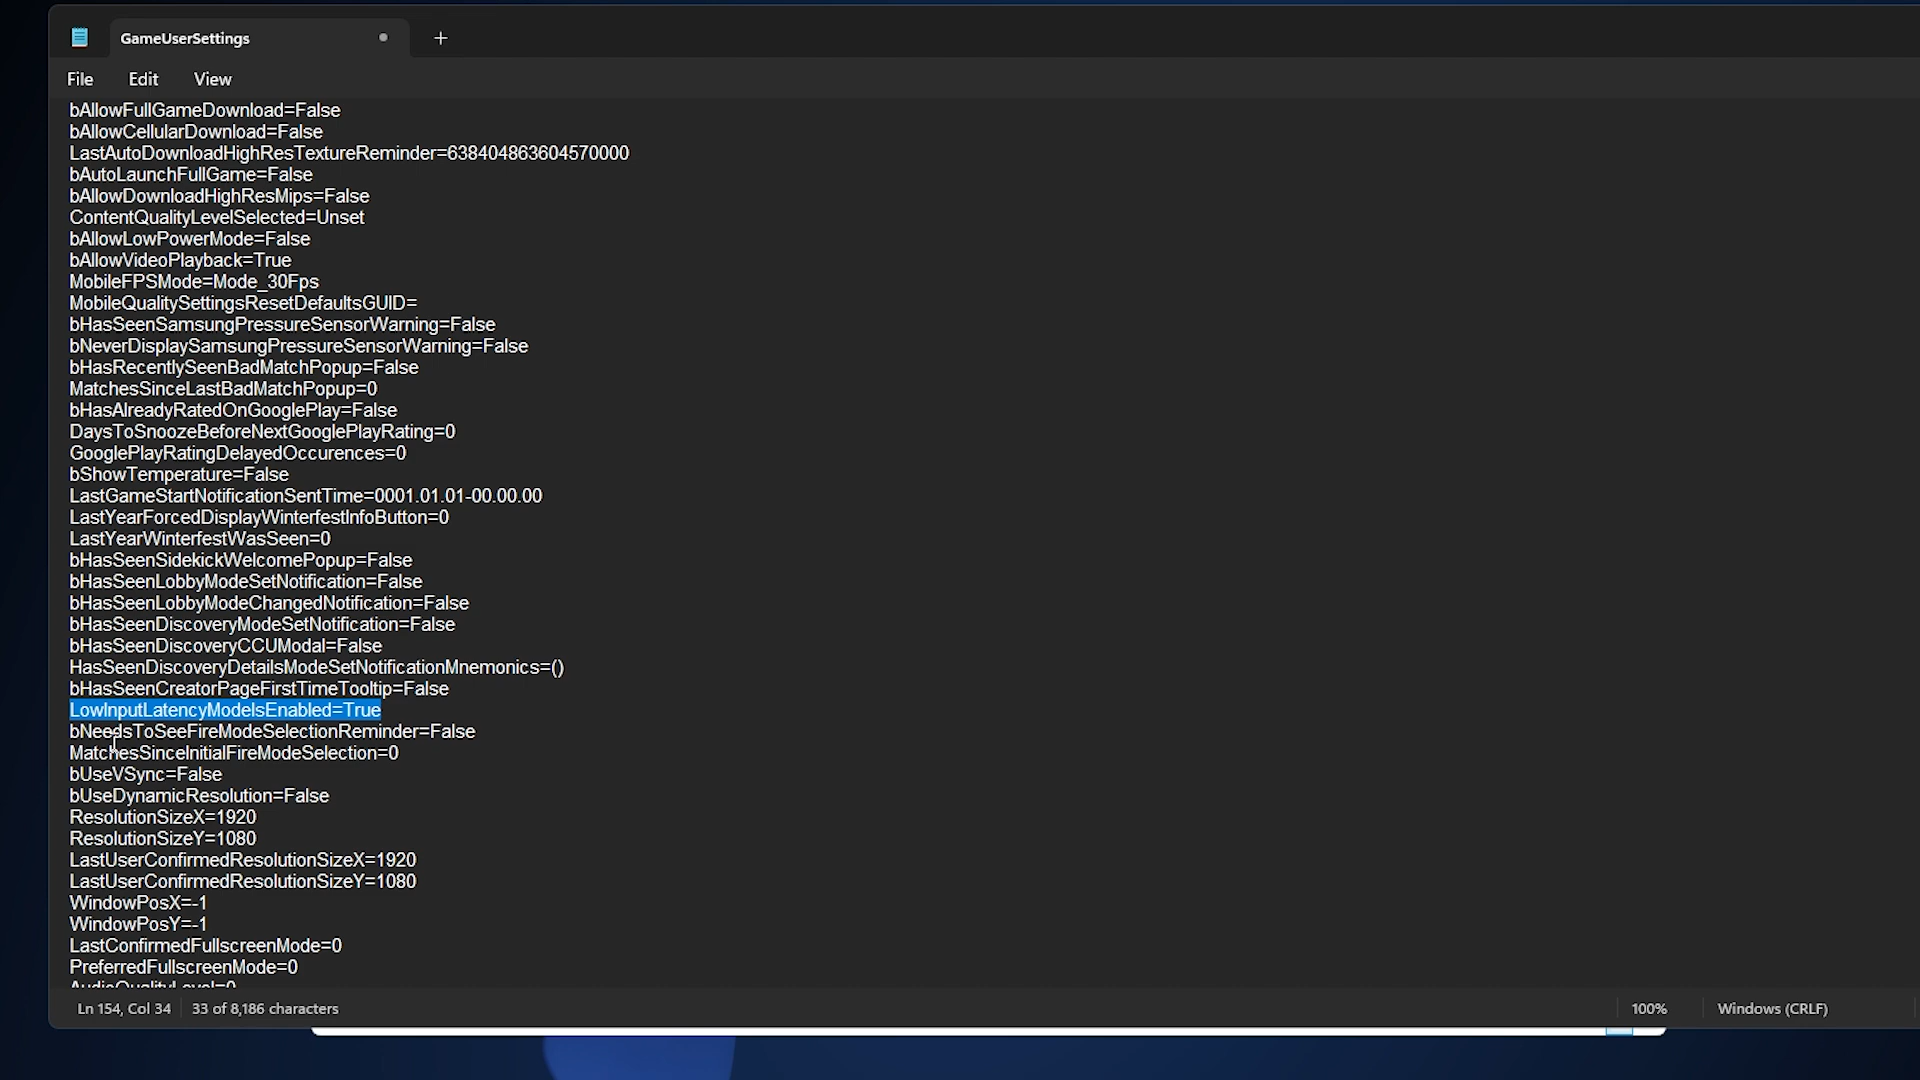 GameUserSettings
File Edit View
bAllowFullGameDownload=False
bAllowCellularDownload=False
LastAutoDownloadHighResTextureReminder=638404863604570000
bAutoLaunchFullGame=False
bAllowDownloadHighResMips=False
ContentQualityLevelSelected=Unset
bAllowLowPowerMode=False
bAllowVideoPlayback=True
MobileFPSMode=Mode_30Fps
MobileQualitySettingsResetDefaultsGUID=
bHasSeenSamsungPressureSensorWarning=False
bNeverDisplaySamsungPressureSensorWarning=False
bHasRecentlySeenBadMatchPopup=False
MatchesSinceLastBadMatchPopup=0
bHasAlreadyRatedOnGooglePlay=False
DaysToSnoozeBeforeNextGooglePlayRating=0
GooglePlayRatingDelayedOccurences=0
bShowTemperature=False
LastGameStartNotificationSentTime=0001.01.01-00.00.00
LastYearForcedDisplayWinterfestInfoButton=0
LastYearWinterfestWasSeen=0
bHasSeenSidekickWelcomePopup=False
bHasSeenLobbyModeSetNotification=False
bHasSeenLobbyModeChangedNotification=False
bHasSeenDiscoveryModeSetNotification=False
bHasSeenDiscoveryCCUModal=False
HasSeenDiscoveryDetailsModeSetNotificationMnemonics=()
bHasSeenCreatorPageFirstTimeTooltip=False
LowInputLatencyModeIsEnabled=True
bNeedsToSeeFireModeSelectionReminder=False
MatchesSinceInitialFireModeSelection=0
bUseVSync=False
bUseDynamicResolution=False
ResolutionSizeX=1920
ResolutionSizeY=1080
LastUserConfirmedResolutionSizeX=1920
LastUserConfirmedResolutionSizeY=1080
WindowPosX=-1
WindowPosY=-1
LastConfirmedFullscreenMode=0
PreferredFullscreenMode=0
AudioQualityLevel=0
Ln 154, Col 34 33 of 8,186 characters 100% Windows (CRLF)